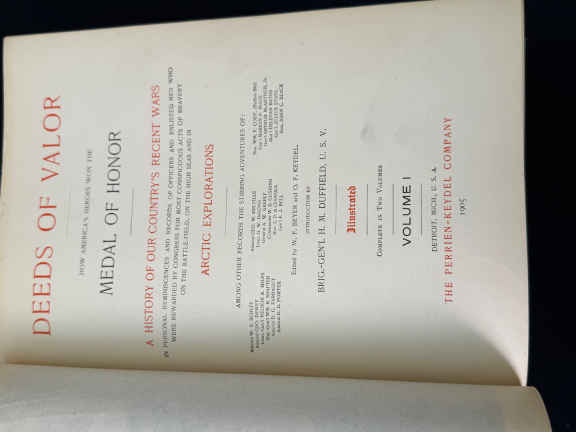 DEEDS OF VALOR
HOW AMERICA'S HEROES WON THE
MEDAL OF HONOR
A HISTORY OF OUR COUNTRY'S RECENT WARS
IN PERSONAL REMINISCENCES AND RECORDS OF OFFICERS AND ENLISTED MEN WHO
WERE REWARDED BY CONGRESS FOR MOST CONSPICUOUS ACTS OF BRAVERY
ON THE BATTLE-FIELD, ON THE HIGH SEAS AND IN
ARCTIC EXPLORATIONS
AMONG OTHER RECORDS THE STIRRING ADVENTURES OF:
Edited by W. F. BEYER and O. F. KEYDEL
INTRODUCTION BY
BRIG.-GEN'L H. M. DUFFIELD, U. S. V.
Illustrated
COMPLETE IN TWO VOLUMES
VOLUME I
DETROIT, MICH., U. S. A.
THE PERRIEN-KEYDEL COMPANY
1905